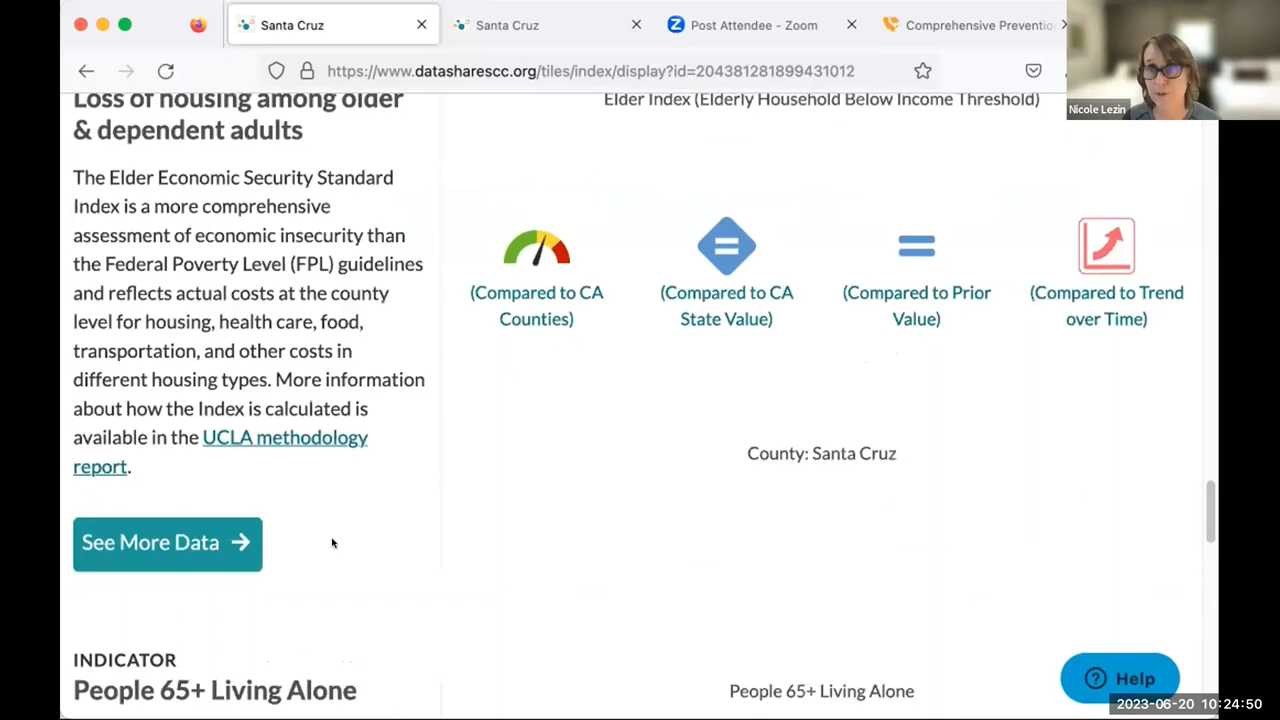 Santa Cruz
Santa Cruz
Post Attendee - Zoom
Comprehensive Preventio
https://www.datasharescc.org/tiles/index/display?id=204381281899431012
Nicole Lezin
Loss of housing among older
& dependent adults
The Elder Economic Security Standard
Index is a more comprehensive
assessment of economic insecurity than
the Federal Poverty Level (FPL) guidelines
and reflects actual costs at the county
level for housing, health care, food,
transportation, and other costs in
different housing types. More information
about how the Index is calculated is
available in the UCLA methodology
report.
See More Data
Elder Index (Elderly Household Below Income Threshold)
(Compared to CA
Counties)
(Compared to CA
State Value)
(Compared to Prior
Value)
(Compared to Trend
over Time)
County: Santa Cruz
INDICATOR
People 65+ Living Alone
People 65+ Living Alone
Help
2023-06-20 10:24:50